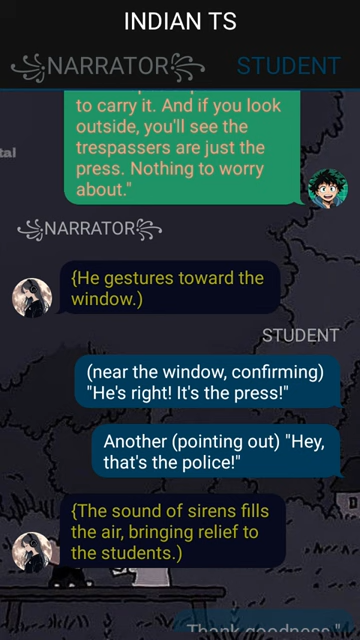 INDIAN TS
NARRATOR STUDENT
to carry it. And if you look
outside, you'll see the
trespassers are just the
press. Nothing to worry
about."
tal
NARRATOR
{He gestures toward the
window.)
STUDENT
(near the window, confirming)
"He's right! It's the press!"
Another (pointing out) "Hey,
that's the police!"
{The sound of sirens fills
the air, bringing relief to
the students.)
"Thank goodness."